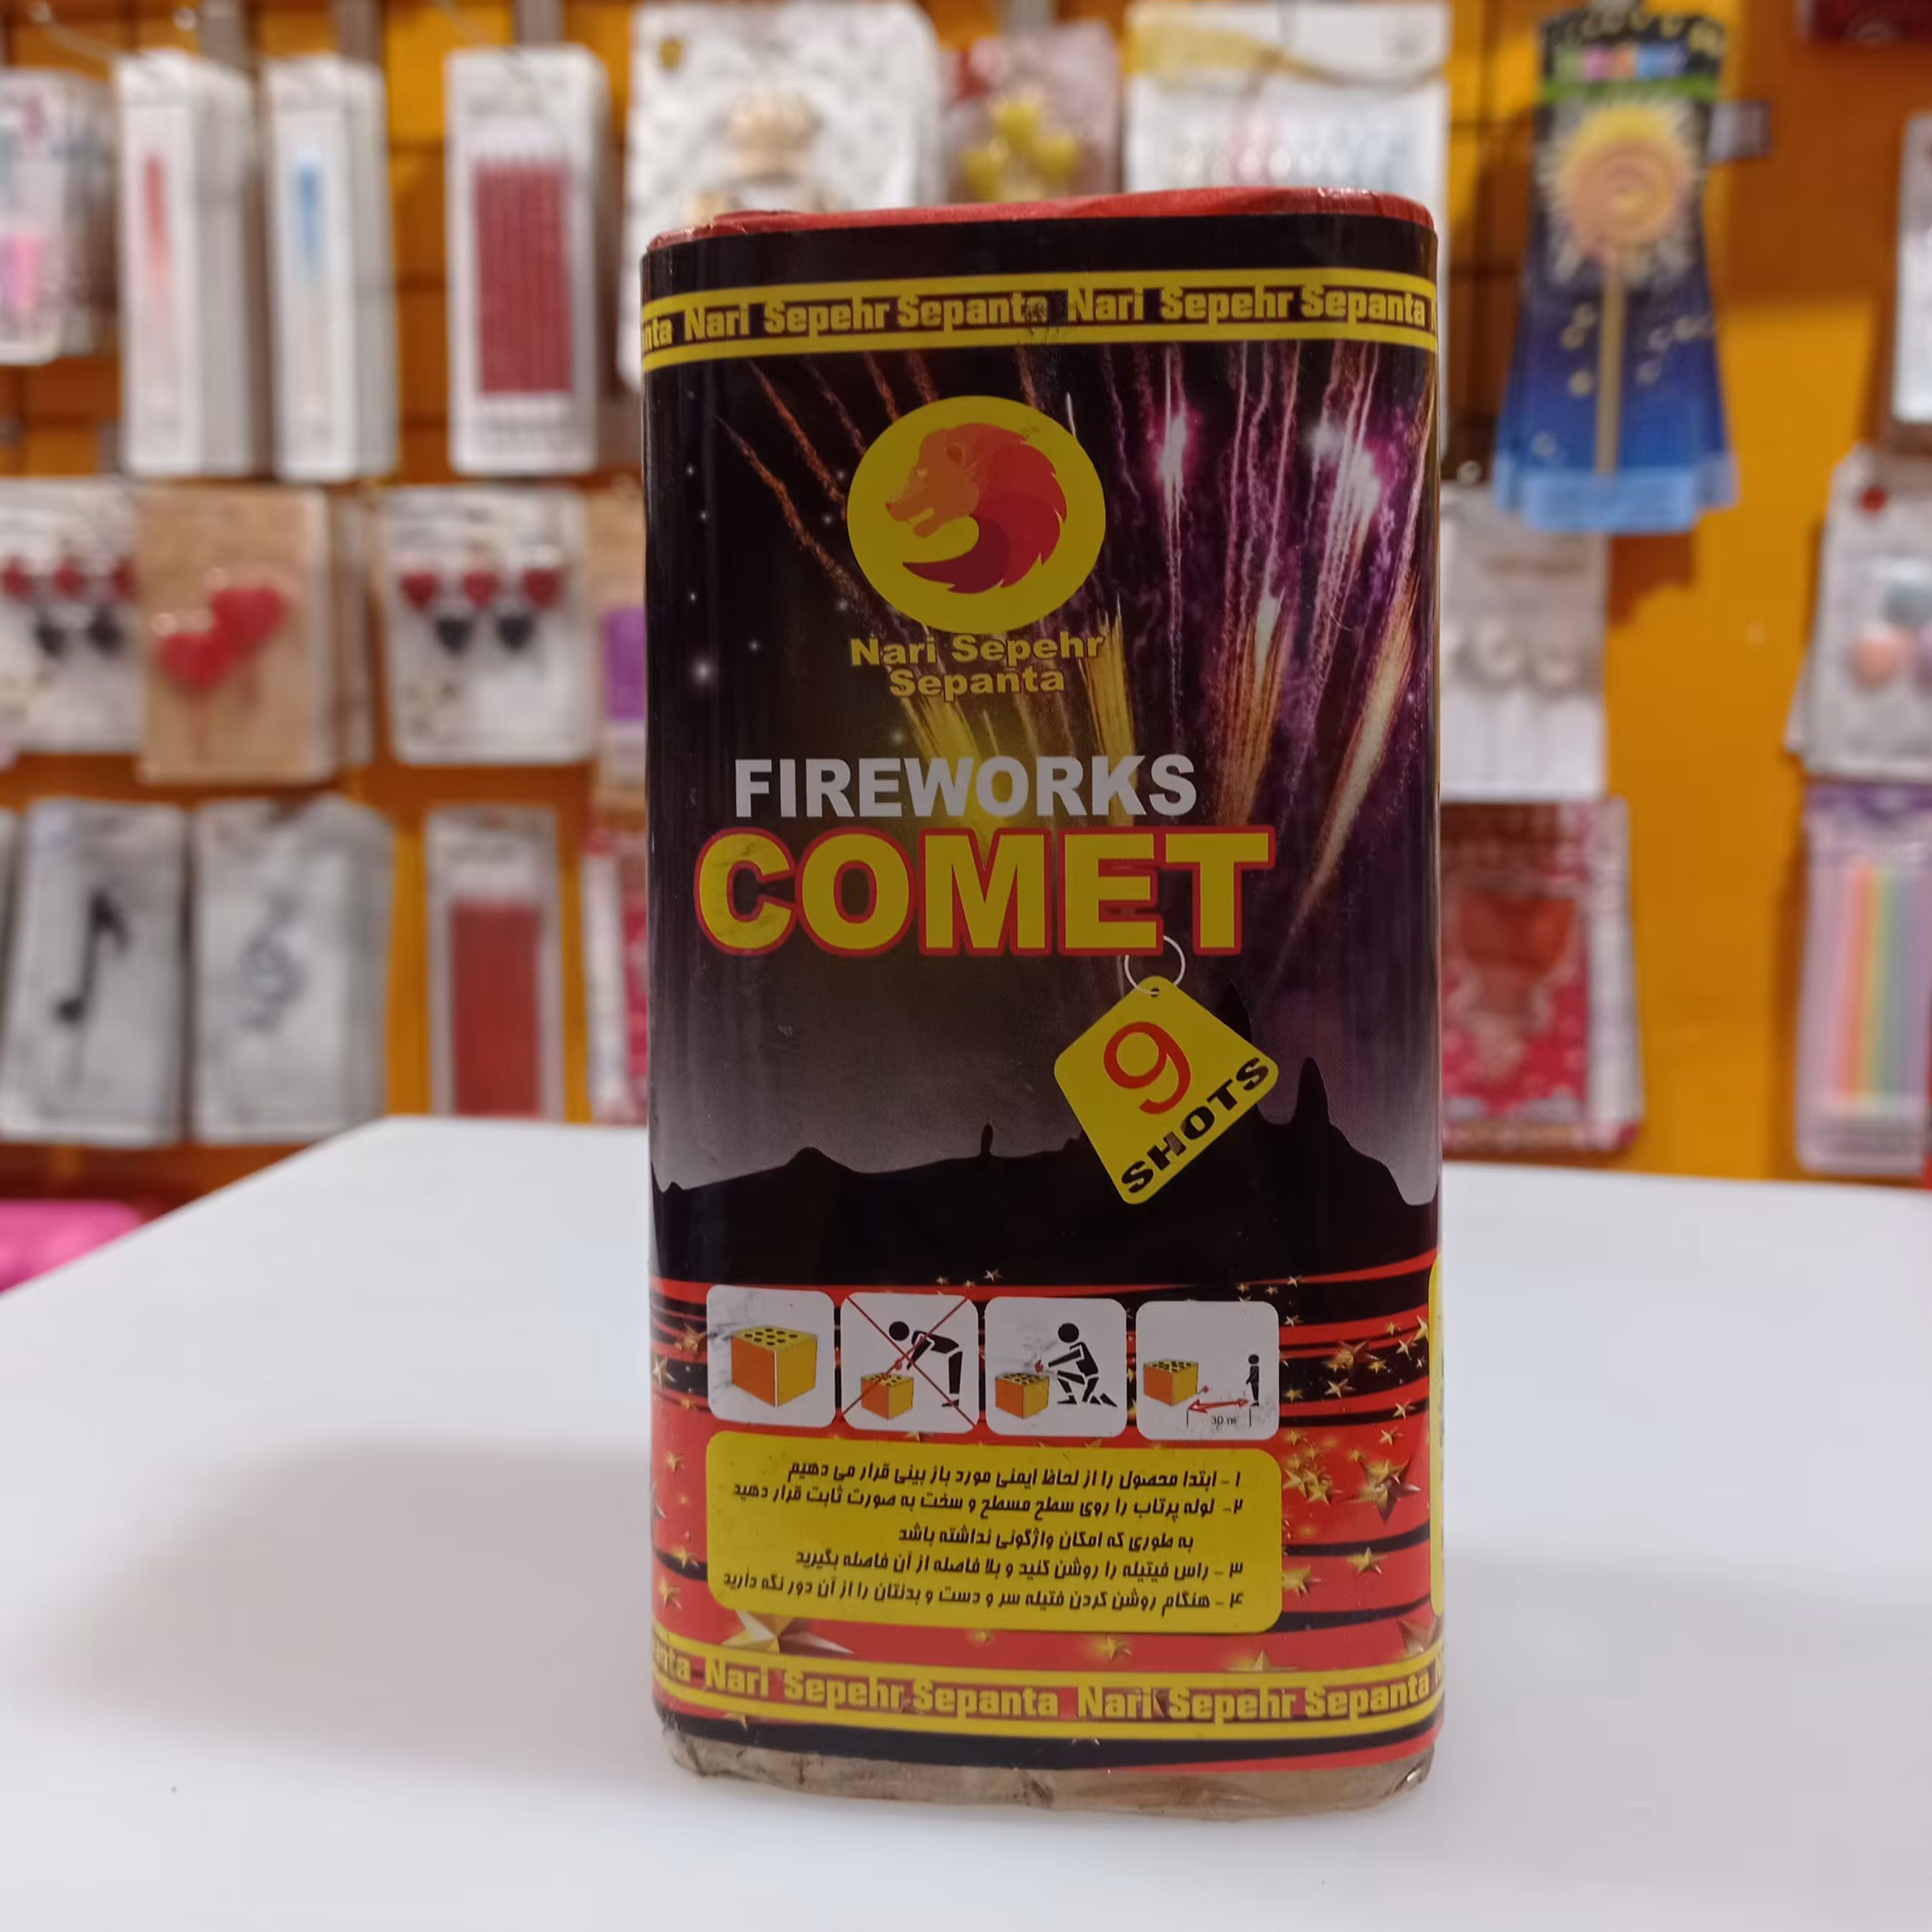 nta Nari Sepehr Sepanta Nari Sepehr Sepanta
Nari Sepehr
Sepanta
FIREWORKS
COMET
9
SHOTS
30 m
۱ - ابتدا محصول را از لحاظ ایمنی مورد باز بینی قرار می دهیم
۲- لوله پرتاب را روی سطح مسطح و سخت به صورت ثابت قرار دهید
به طوری که امکان واژگونی نداشته باشد
۳ - راس فیتیله را روشن کنید و بلا فاصله از آن فاصله بگیرید
۴ - هنگام روشن کردن فتیله سر و دست و بدنتان را از آن دور نگه دارید
anta Nari Sepehr Sepanta Nari Sepehr Sepanta